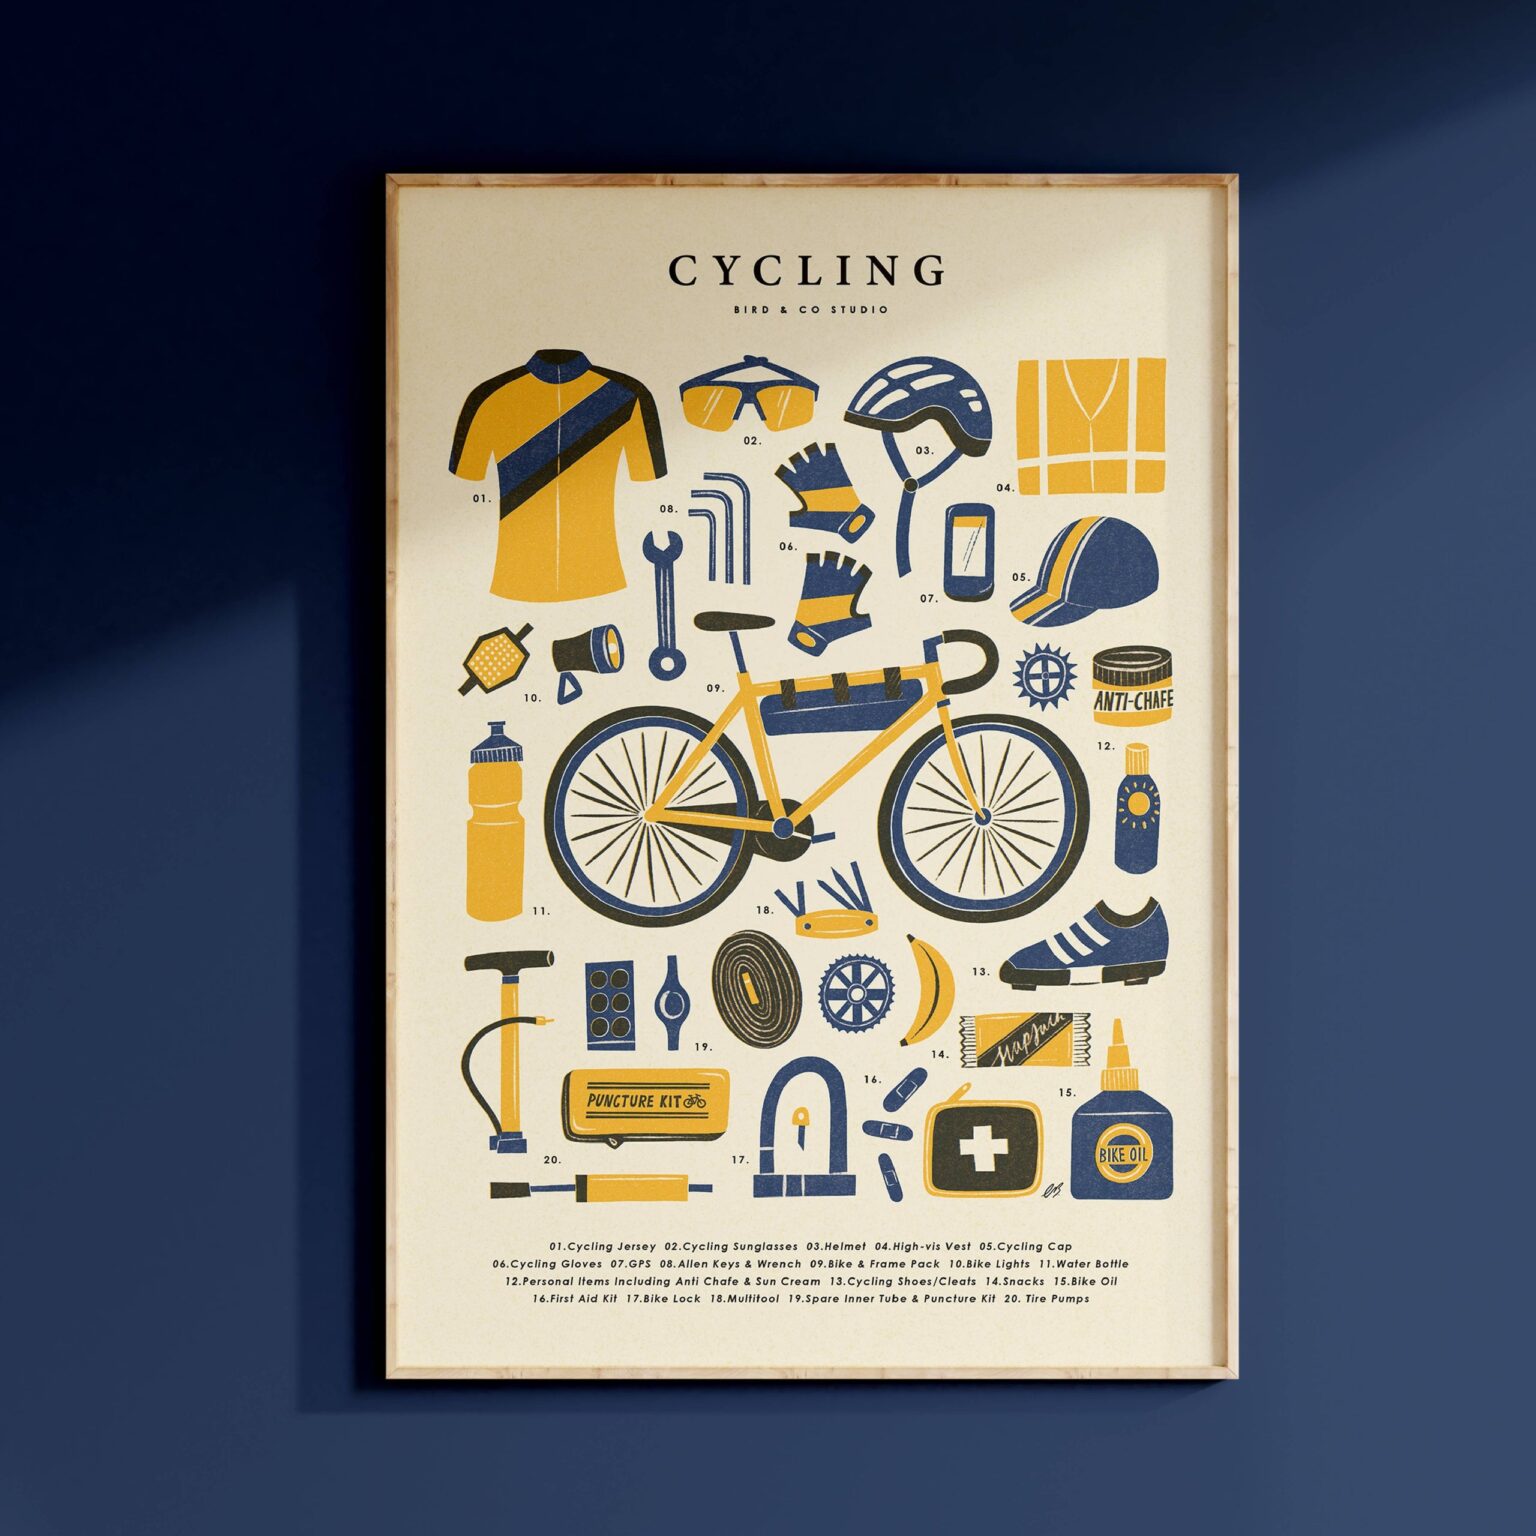 CYCLING
BIRD & CO STUDIO
01.
02.
03.
04.
08.
06.
07.
05.
10.
09.
ANTI-CHAFE
12.
11.
18.
13.
19.
14.
Flapjack
16.
15.
PUNCTURE KIT
20.
17.
BIKE OIL
01.Cycling Jersey 02.Cycling Sunglasses 03.Helmet 04.High-vis Vest 05.Cycling Cap
06.Cycling Gloves 07.GPS 08.Allen Keys & Wrench 09.Bike & Frame Pack 10.Bike Lights 11.Water Bottle
12.Personal Items Including Anti Chafe & Sun Cream 13.Cycling Shoes/Cleats 14.Snacks 15.Bike Oil
16.First Aid Kit 17.Bike Lock 18.Multitool 19.Spare Inner Tube & Puncture Kit 20. Tire Pumps